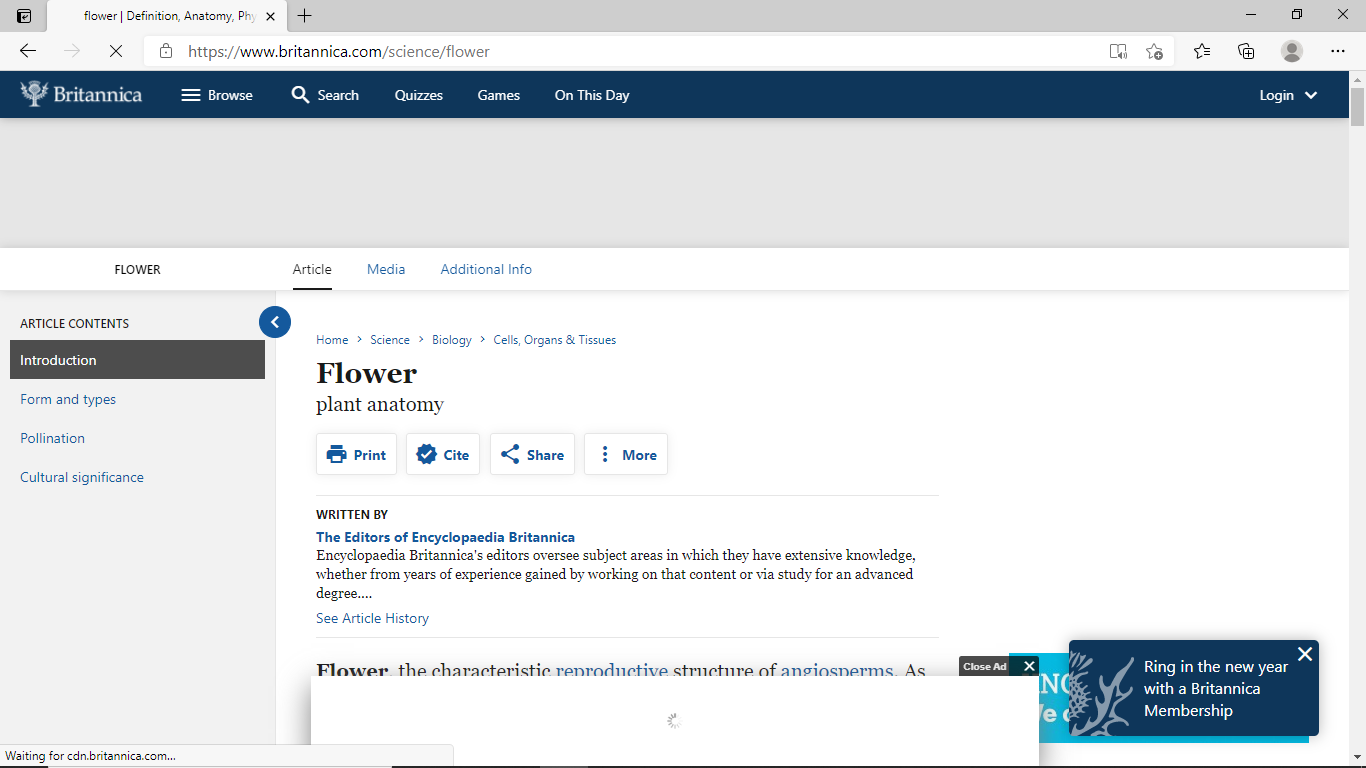 flower | Definition, Anatomy, Phy
https://www.britannica.com/science/flower
Britannica
Browse
Search
Quizzes
Games
On This Day
Login
FLOWER
Article
Media
Additional Info
ARTICLE CONTENTS
Introduction
Form and types
Pollination
Cultural significance
Home > Science > Biology > Cells, Organs & Tissues
Flower
plant anatomy
Print
Cite
Share
More
WRITTEN BY
The Editors of Encyclopaedia Britannica
Encyclopaedia Britannica's editors oversee subject areas in which they have extensive knowledge,
whether from years of experience gained by working on that content or via study for an advanced
degree....
See Article History
Flower, the characteristic reproductive structure of angiosperms. As
Close Ad
Ring in the new year
with a Britannica
Membership
Waiting for cdn.britannica.com...